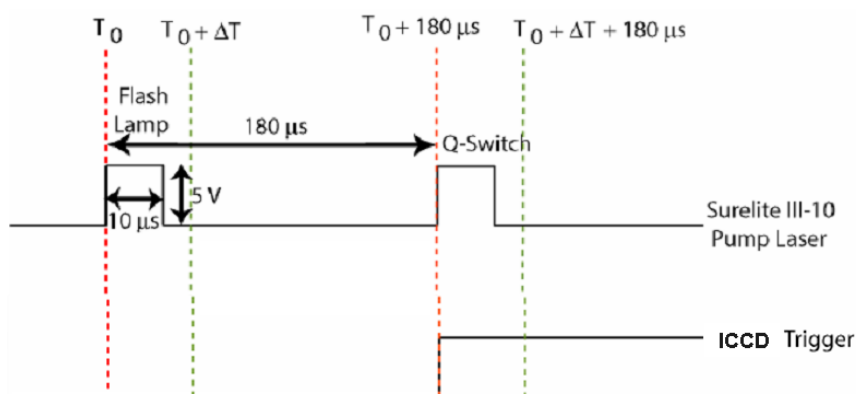 T0
T0 + ΔT
T0 + 180 µs
T0 + ΔT + 180 µs
Flash
Lamp
180 µs
Q-Switch
5 V
10 µs
Surelite III-10
Pump Laser
ICCD Trigger